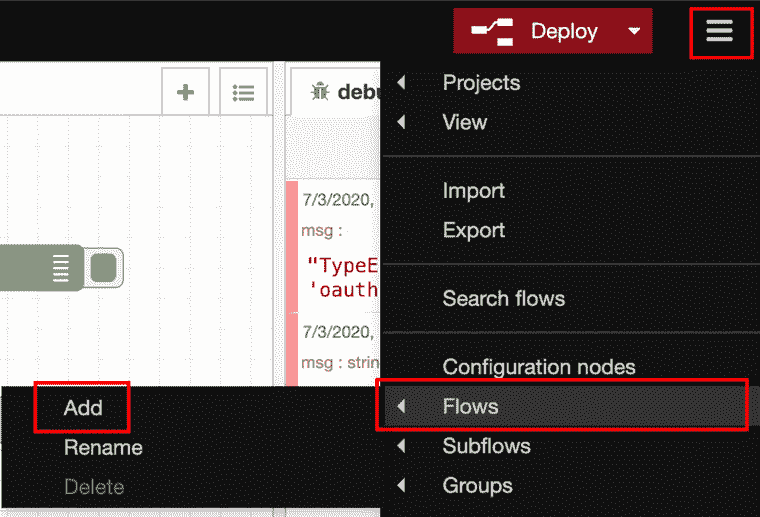 Deploy
debu
Projects
View
7/3/2020,
msg :
"TypeE
'oauth
7/3/2020,
msg : strin
Import
Export
Search flows
Configuration nodes
Flows
Subflows
Groups
Add
Rename
Delete